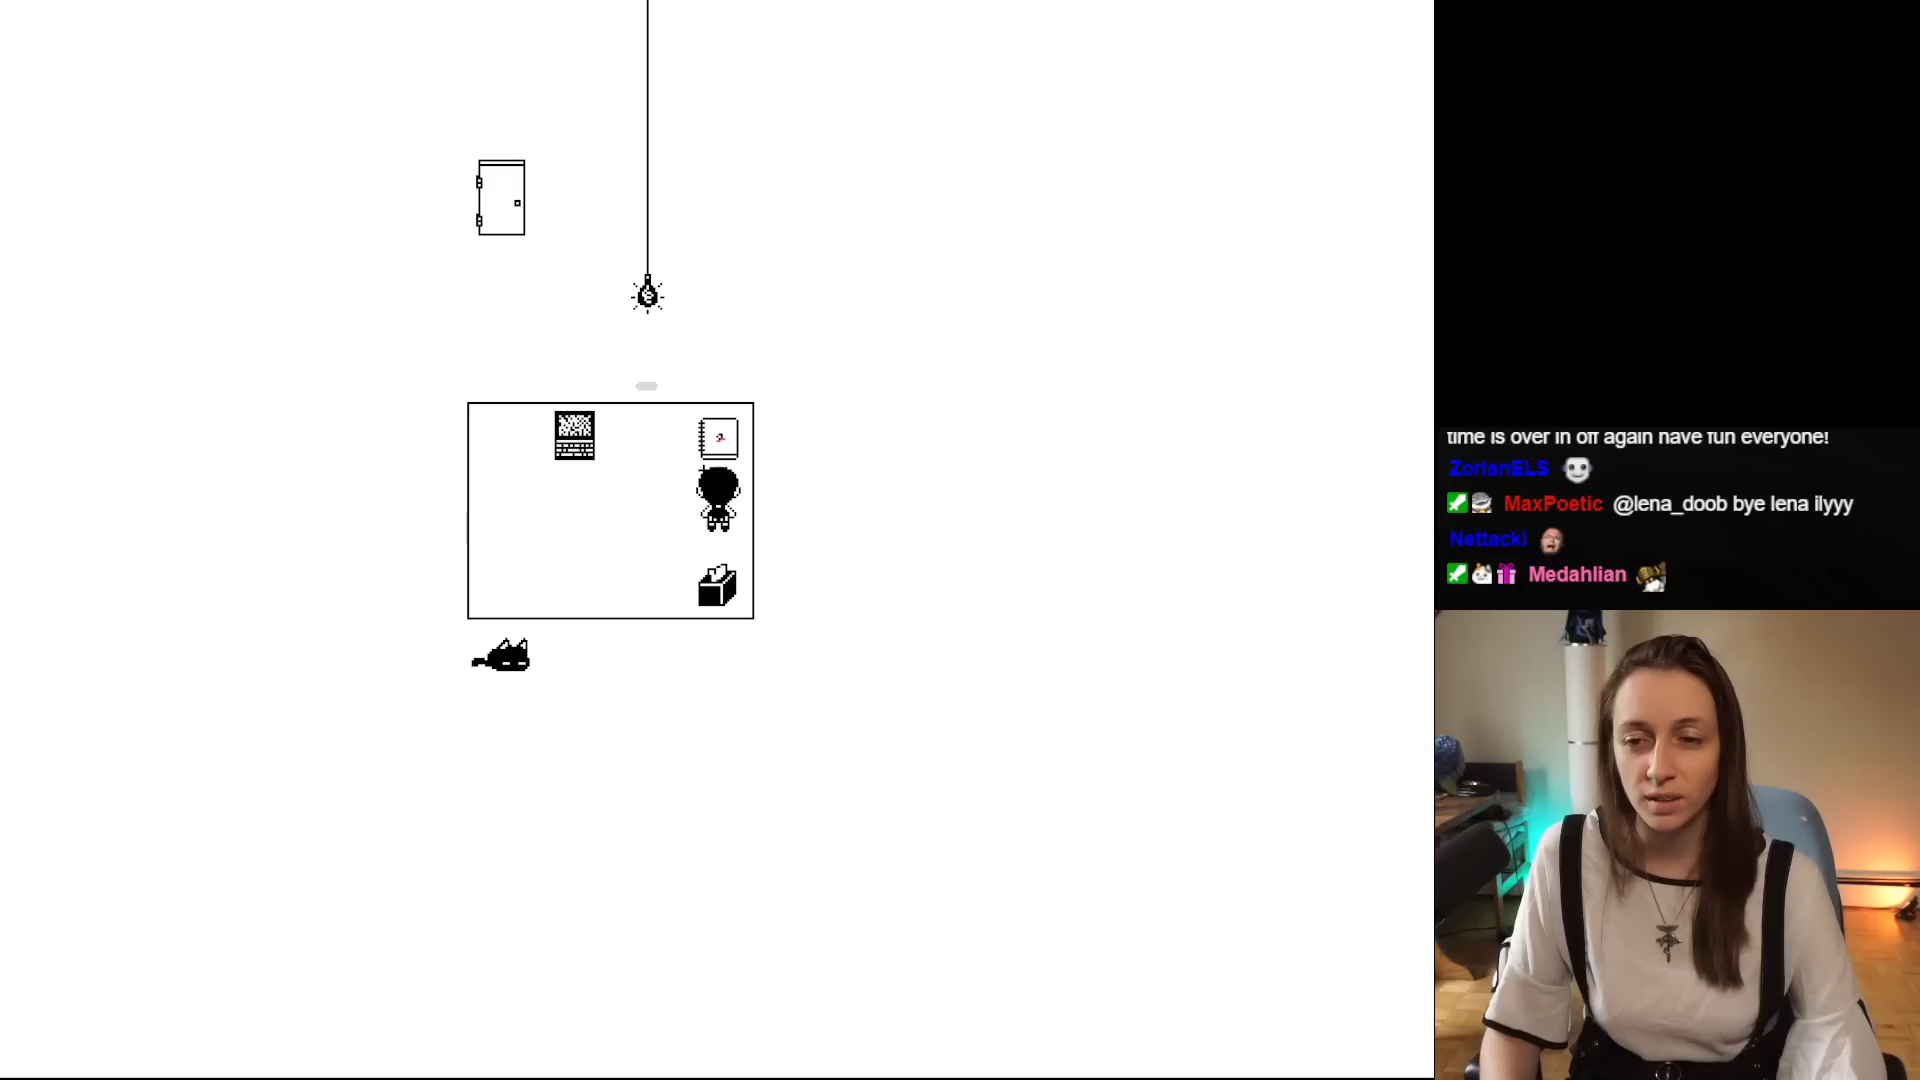 time is over in off again have fun everyone!
ZorianELS
MaxPoetic @lena_doob bye lena ilyyy
Nettacki
Medahlian